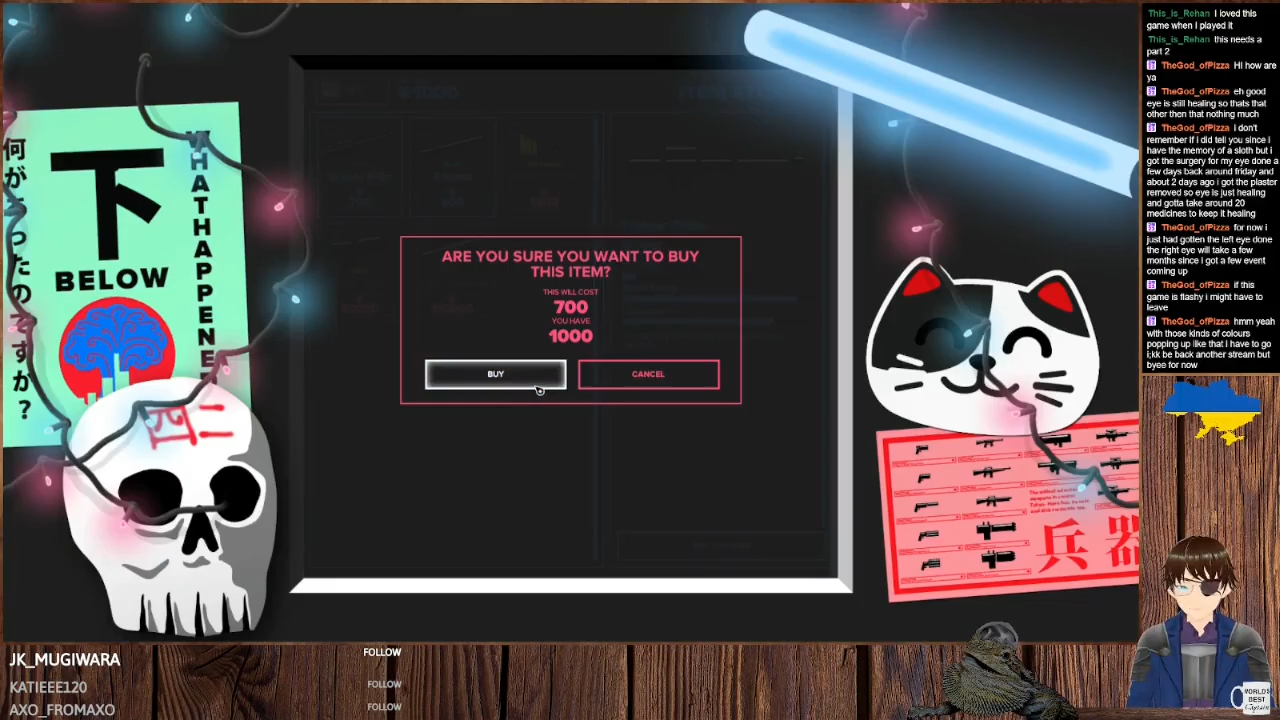 何が
ったの
すか？
下
BELOW
WHATHAPPENE
四二
ARE YOU SURE YOU WANT TO BUY
THIS ITEM?
THIS WILL COST
700
YOU HAVE
1000
BUY
CANCEL
兵器
This_is_Rehan I loved this
game when I played it
This_is_Rehan this needs a
part 2
TheGod_ofPizza HI how are
ya
TheGod_ofPizza eh good
eye is still healing so thats that
other then that nothing much
TheGod_ofPizza i don't
remember if i did tell you since i
have the memory of a sloth but i
got the surgery for my eye done a
few days back around friday and
about 2 days ago i got the plaster
removed so eye is just healing
and gotta take around 20
medicines to keep it healing
TheGod_ofPizza for now i
just had gotten the left eye done
the right eye will take a few
months since i got a few event
coming up
TheGod_ofPizza if this
game is flashy i might have to
leave
TheGod_ofPizza hmm yeah
with those kinds of colours
popping up like that I have to go
i;kk be back another stream but
byee for now
JK_MUGIWARA FOLLOW
KATIEEE120 FOLLOW
AXO_FROMAXO FOLLOW
WORLD'S
BEST
Captain